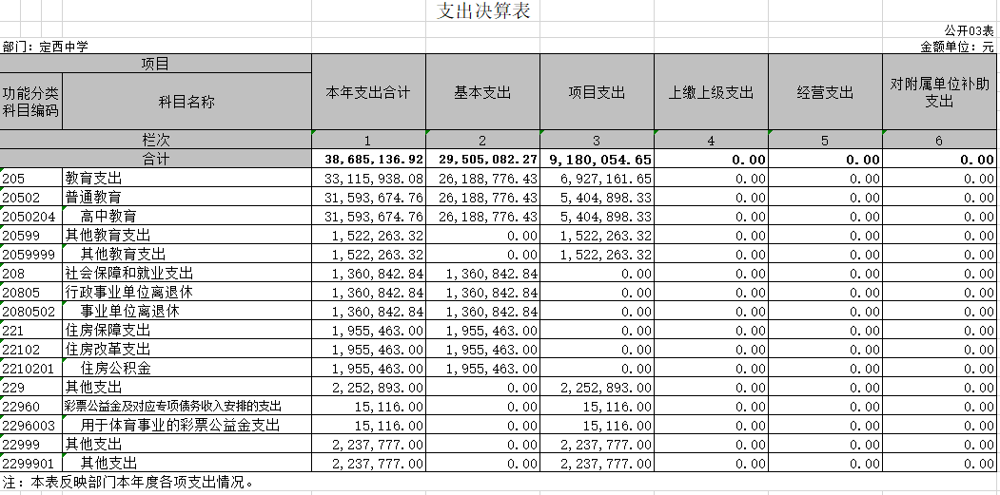 支出决算表
公开03表
部门：定西中学 金额单位：元
项目 本年支出合计 基本支出 项目支出 上缴上级支出 经营支出 对附属单位补助支出
功能分类科目编码 科目名称
栏次 1 2 3 4 5 6
合计 38,685,136.92 29,505,082.27 9,180,054.65 0.00 0.00 0.00
205 教育支出 33,115,938.08 26,188,776.43 6,927,161.65 0.00 0.00 0.00
20502 普通教育 31,593,674.76 26,188,776.43 5,404,898.33 0.00 0.00 0.00
2050204 高中教育 31,593,674.76 26,188,776.43 5,404,898.33 0.00 0.00 0.00
20599 其他教育支出 1,522,263.32 0.00 1,522,263.32 0.00 0.00 0.00
2059999 其他教育支出 1,522,263.32 0.00 1,522,263.32 0.00 0.00 0.00
208 社会保障和就业支出 1,360,842.84 1,360,842.84 0.00 0.00 0.00 0.00
20805 行政事业单位离退休 1,360,842.84 1,360,842.84 0.00 0.00 0.00 0.00
2080502 事业单位离退休 1,360,842.84 1,360,842.84 0.00 0.00 0.00 0.00
221 住房保障支出 1,955,463.00 1,955,463.00 0.00 0.00 0.00 0.00
22102 住房改革支出 1,955,463.00 1,955,463.00 0.00 0.00 0.00 0.00
2210201 住房公积金 1,955,463.00 1,955,463.00 0.00 0.00 0.00 0.00
229 其他支出 2,252,893.00 0.00 2,252,893.00 0.00 0.00 0.00
22960 彩票公益金及对应专项债务收入安排的支出 15,116.00 0.00 15,116.00 0.00 0.00 0.00
2296003 用于体育事业的彩票公益金支出 15,116.00 0.00 15,116.00 0.00 0.00 0.00
22999 其他支出 2,237,777.00 0.00 2,237,777.00 0.00 0.00 0.00
2299901 其他支出 2,237,777.00 0.00 2,237,777.00 0.00 0.00 0.00
注：本表反映部门本年度各项支出情况。